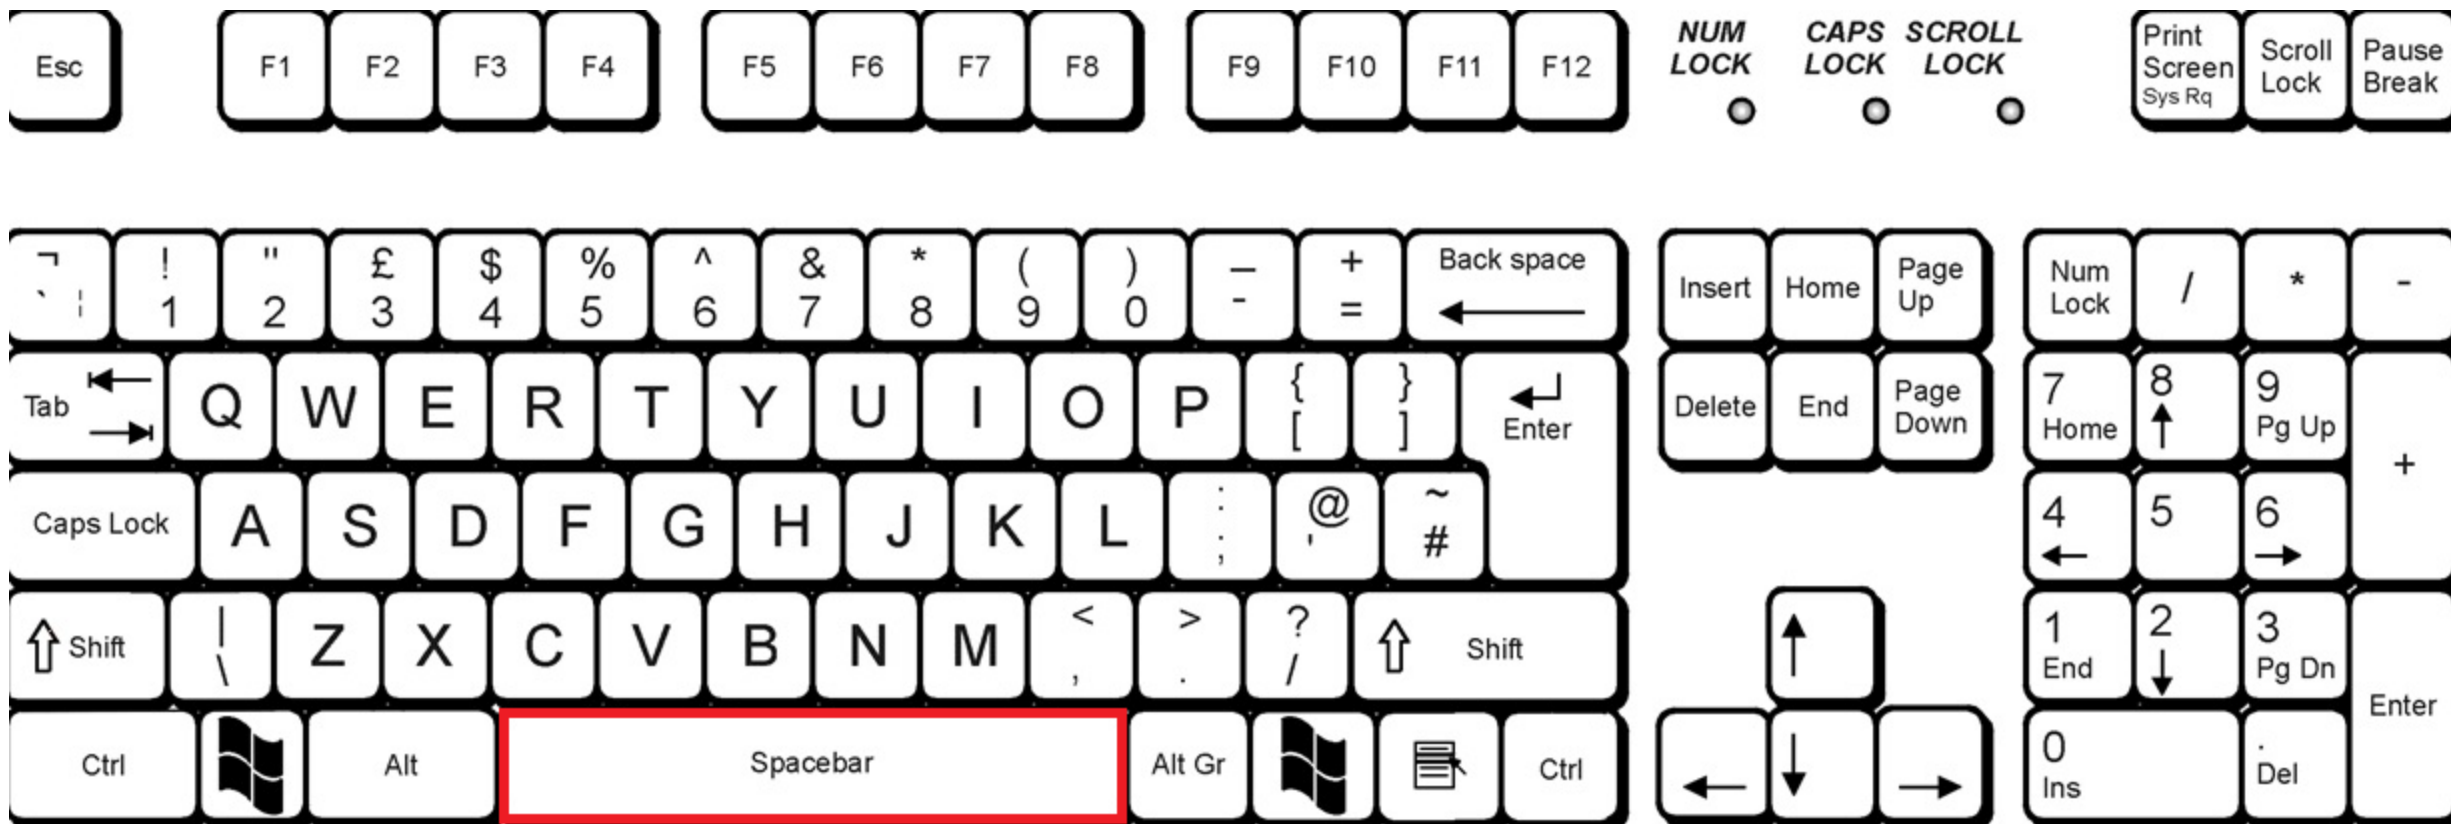 Esc F1 F2 F3 F4 F5 F6 F7 F8 F9 F10 F11 F12
NUM LOCK
CAPS LOCK
SCROLL LOCK
Print Screen Sys Rq
Scroll Lock
Pause Break
¬ ` ¦
! 1
" 2
£ 3
$ 4
% 5
^ 6
& 7
* 8
( 9
) 0
_ -
+ =
Back space
Insert Home Page Up
Num Lock / * -
Tab Q W E R T Y U I O P
{ [
} ]
Enter
Delete End Page Down
7 Home
8
9 Pg Up
+
Caps Lock A S D F G H J K L
: ;
@ '
~ #
4 5 6
Shift
| \
Z X C V B N M
< ,
> .
? /
Shift
1 End
2
3 Pg Dn
Enter
Ctrl Alt Spacebar Alt Gr Ctrl
0 Ins
. Del